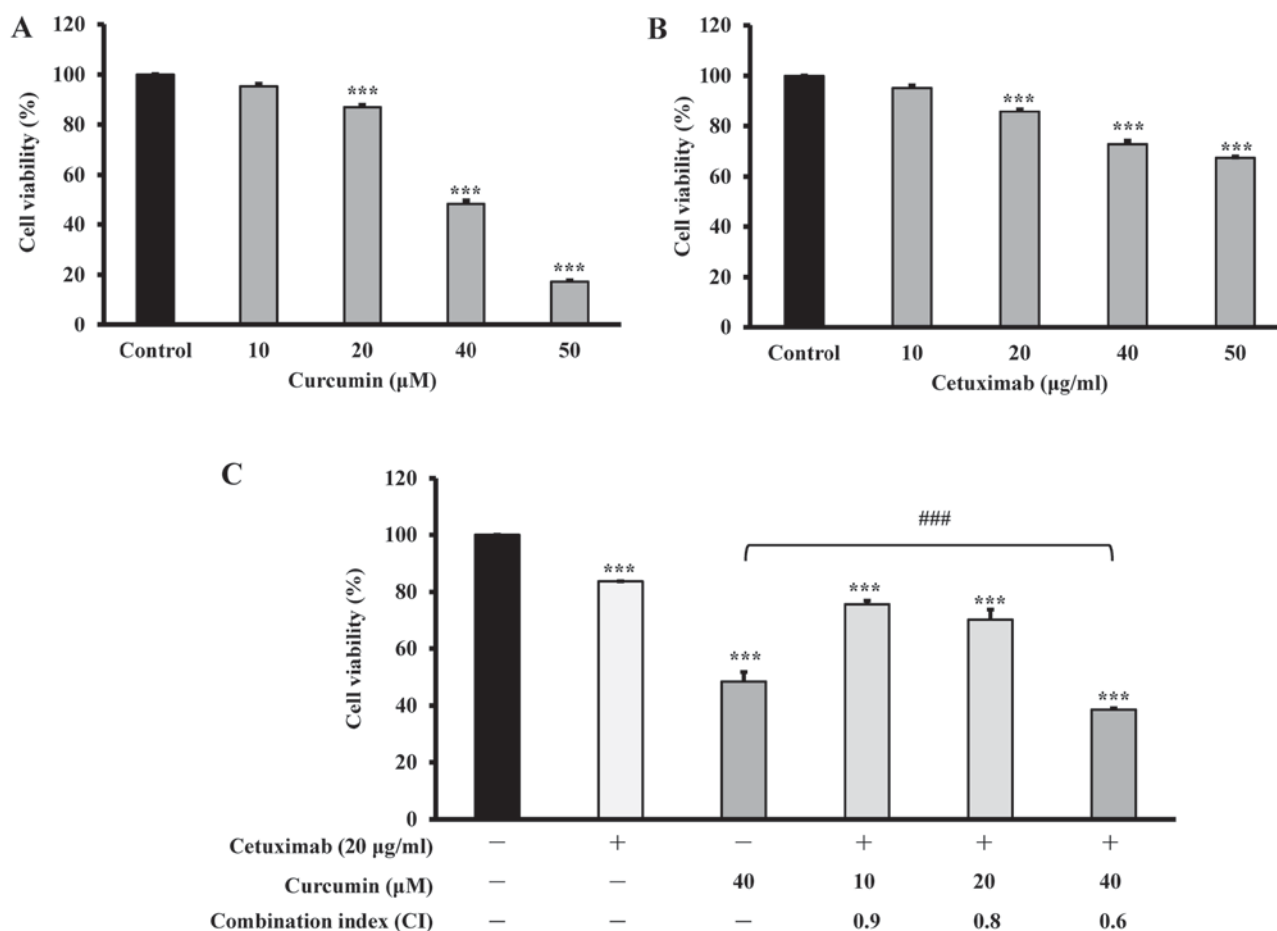 A
120
100
80
60
40
20
0
Cell viability (%)
***
***
***
Control 10 20 40 50
Curcumin (µM)
B
120
100
80
60
40
20
0
Cell viability (%)
***
***
***
Control 10 20 40 50
Cetuximab (µg/ml)
C
120
100
80
60
40
20
0
Cell viability (%)
###
***
***
***
***
***
Cetuximab (20 µg/ml) – + – + + +
Curcumin (µM) – – 40 10 20 40
Combination index (CI) – – – 0.9 0.8 0.6